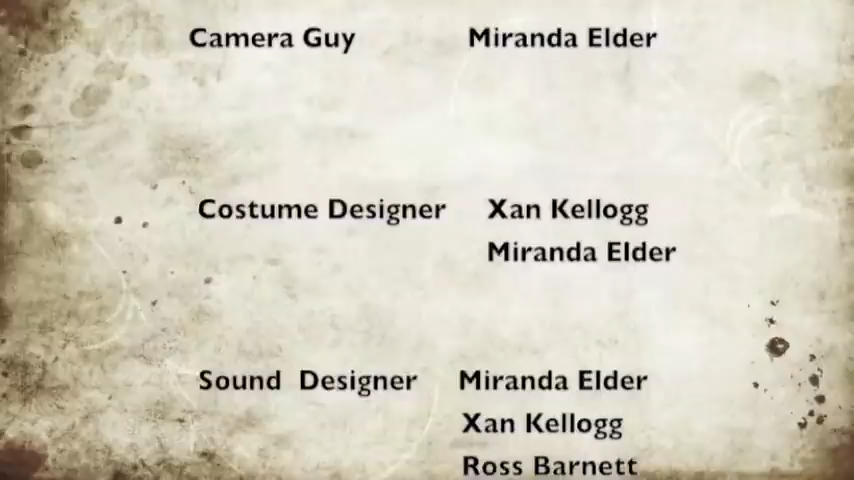 Camera Guy Miranda Elder
Costume Designer Xan Kellogg
Miranda Elder
Sound Designer Miranda Elder
Xan Kellogg
Ross Barnett